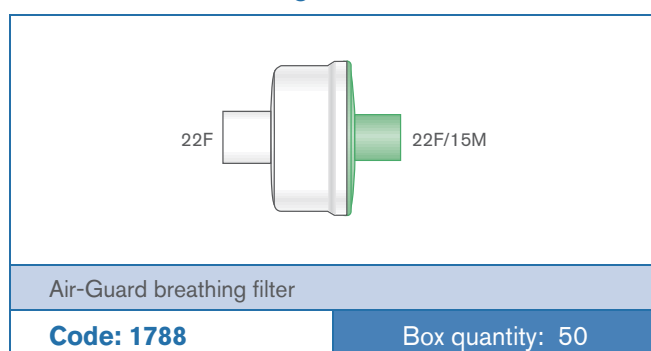 22F
22F/15M
Air-Guard breathing filter
Code: 1788
Box quantity: 50